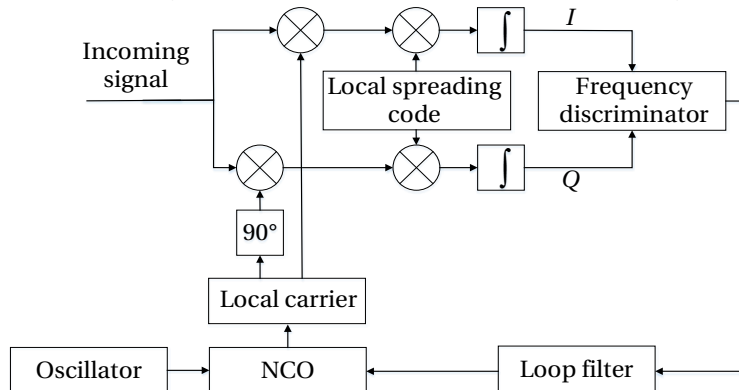 Incoming
signal
∫
I
Local spreading
code
Frequency
discriminator
∫
Q
90°
Local carrier
Oscillator
NCO
Loop filter